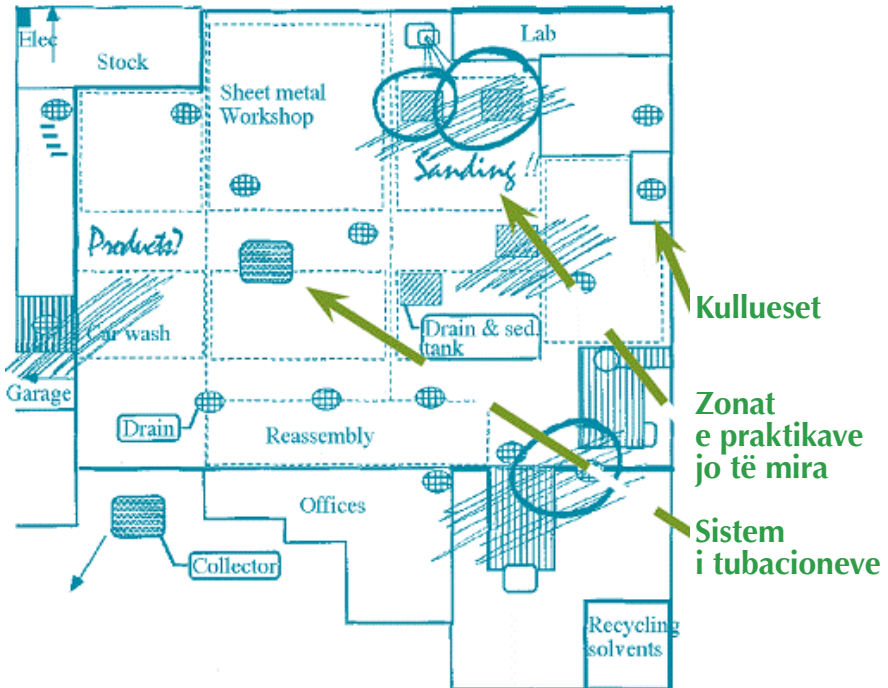 Elec
Stock
Lab
Sheet metal
Workshop
Sanding !!
Products?
Kullueset
Car wash
Drain & sed.
tank
Garage
Zonat
e praktikave
jo të mira
Drain
Reassembly
Offices
Sistem
i tubacioneve
Collector
Recycling
solvents